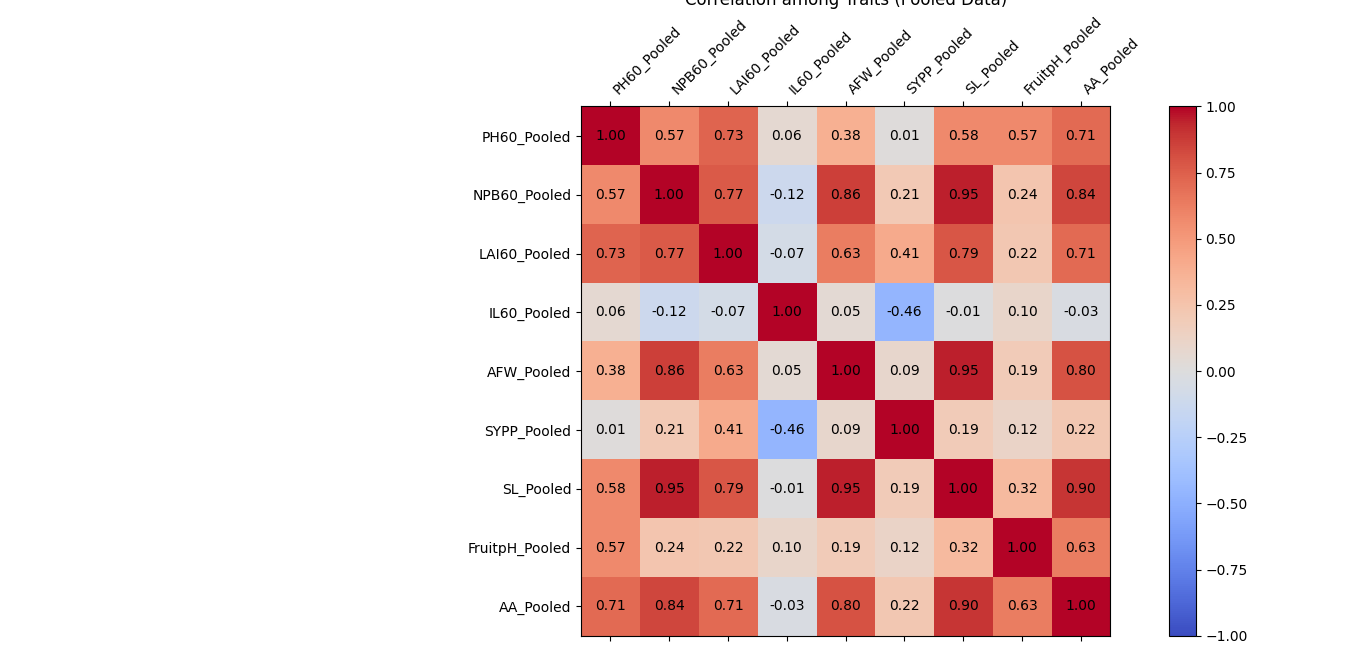 Correlation among Traits (Pooled Data)
PH60_Pooled NPB60_Pooled LAI60_Pooled IL60_Pooled AFW_Pooled SYPP_Pooled SL_Pooled FruitpH_Pooled AA_Pooled
PH60_Pooled 1.00 0.57 0.73 0.06 0.38 0.01 0.58 0.57 0.71
NPB60_Pooled 0.57 1.00 0.77 -0.12 0.86 0.21 0.95 0.24 0.84
LAI60_Pooled 0.73 0.77 1.00 -0.07 0.63 0.41 0.79 0.22 0.71
IL60_Pooled 0.06 -0.12 -0.07 1.00 0.05 -0.46 -0.01 0.10 -0.03
AFW_Pooled 0.38 0.86 0.63 0.05 1.00 0.09 0.95 0.19 0.80
SYPP_Pooled 0.01 0.21 0.41 -0.46 0.09 1.00 0.19 0.12 0.22
SL_Pooled 0.58 0.95 0.79 -0.01 0.95 0.19 1.00 0.32 0.90
FruitpH_Pooled 0.57 0.24 0.22 0.10 0.19 0.12 0.32 1.00 0.63
AA_Pooled 0.71 0.84 0.71 -0.03 0.80 0.22 0.90 0.63 1.00
1.00
0.75
0.50
0.25
0.00
−0.25
−0.50
−0.75
−1.00